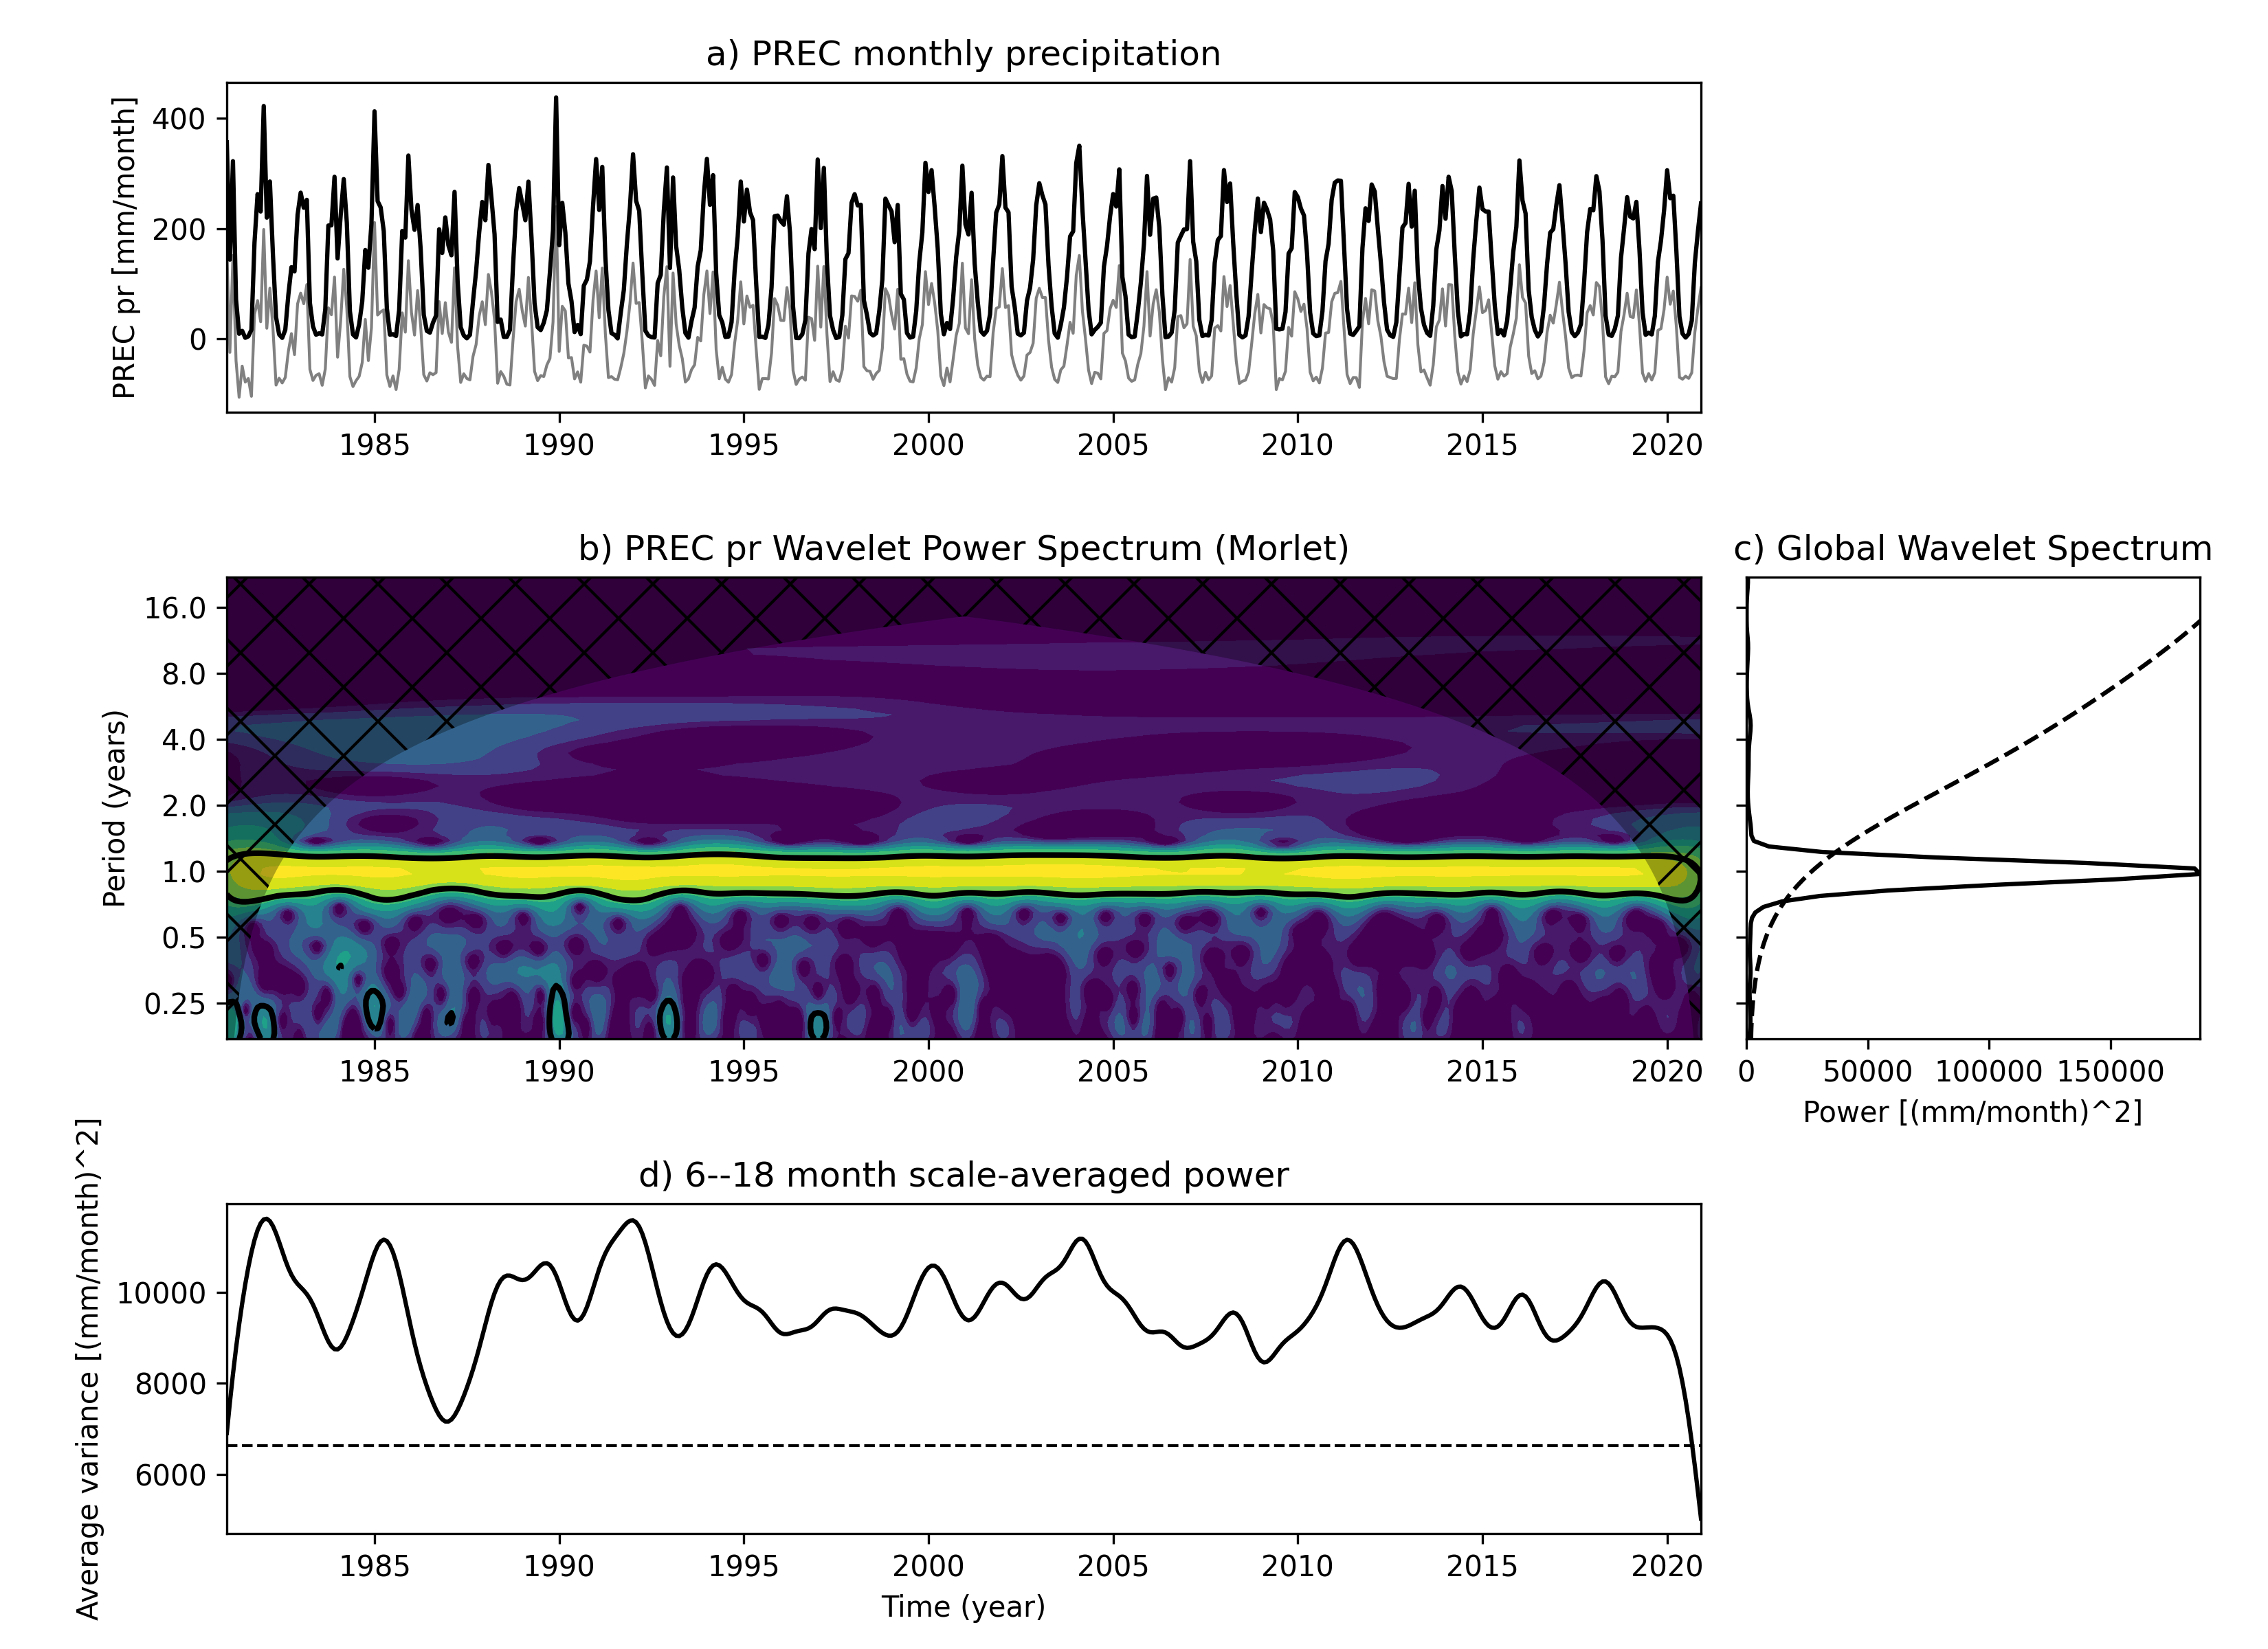 a) PREC monthly precipitation
PREC pr [mm/month]
400
200
0
1985 1990 1995 2000 2005 2010 2015 2020
b) PREC pr Wavelet Power Spectrum (Morlet)
Period (years)
16.0
8.0
4.0
2.0
1.0
0.5
0.25
1985 1990 1995 2000 2005 2010 2015 2020
c) Global Wavelet Spectrum
0 50000 100000 150000
Power [(mm/month)^2]
d) 6--18 month scale-averaged power
Average variance [(mm/month)^2]
10000
8000
6000
1985 1990 1995 2000 2005 2010 2015 2020
Time (year)